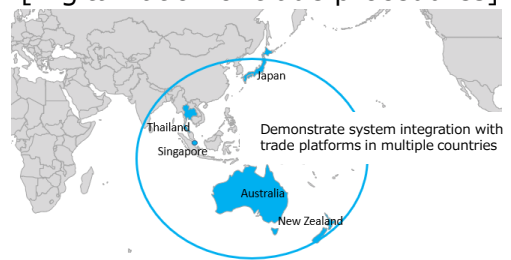 Japan
Thailand
Singapore
Demonstrate system integration with
trade platforms in multiple countries
Australia
New Zealand